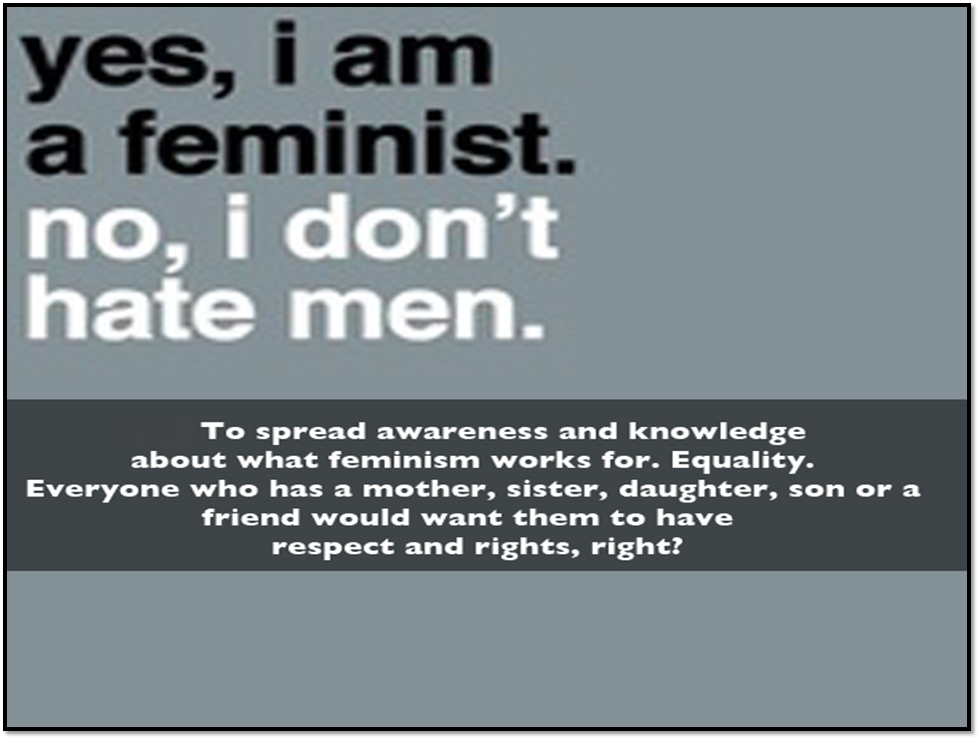 yes, i am
a feminist.
no, i don’t
hate men.
To spread awareness and knowledge
about what feminism works for. Equality.
Everyone who has a mother, sister, daughter, son or a
friend would want them to have
respect and rights, right?